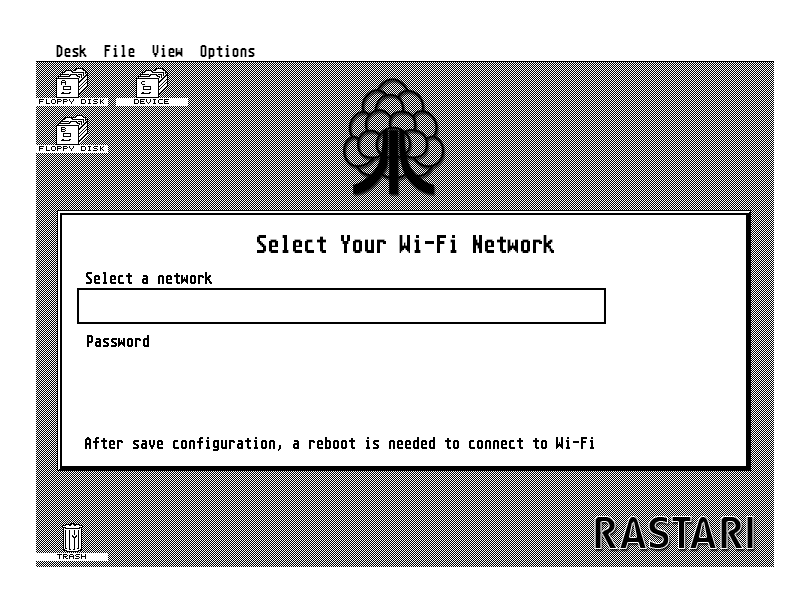 Desk File View Options
A S
FLOPPY DISK DEVICE
B
FLOPPY DISK
Select Your Wi-Fi Network
Select a network
Password
After save configuration, a reboot is needed to connect to Wi-Fi
RASTARI
TRASH